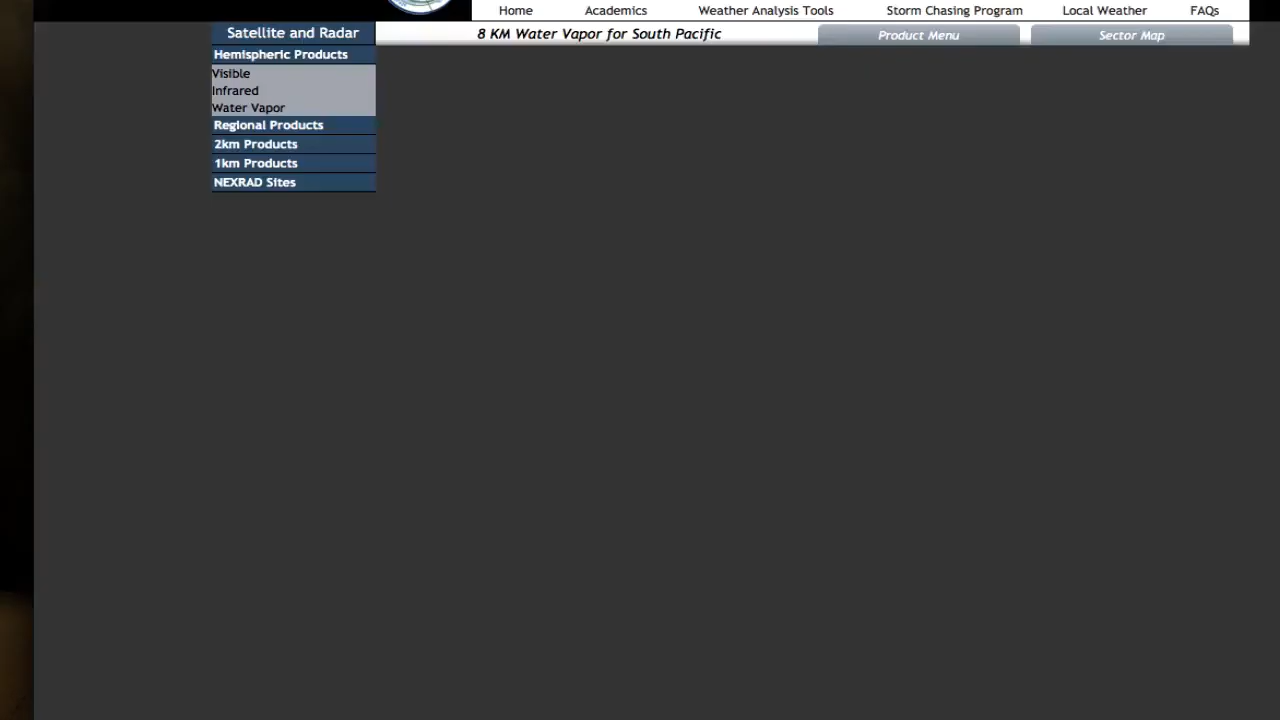 Home Academics Weather Analysis Tools Storm Chasing Program Local Weather FAQs
Satellite and Radar
8 KM Water Vapor for South Pacific
Product Menu
Sector Map
Hemispheric Products
Visible
Infrared
Water Vapor
Regional Products
2km Products
1km Products
NEXRAD Sites